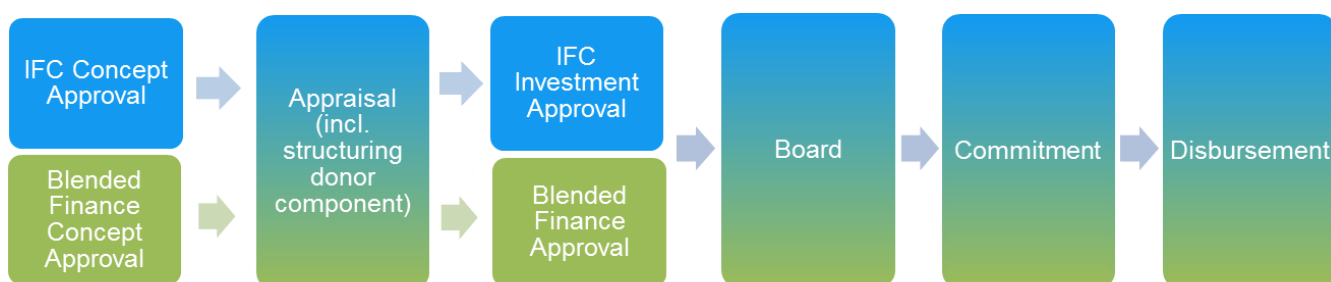 IFC Concept
Approval
Blended
Finance
Concept
Approval
Appraisal
(incl.
structuring
donor
component)
IFC
Investment
Approval
Blended
Finance
Approval
Board
Commitment
Disbursement